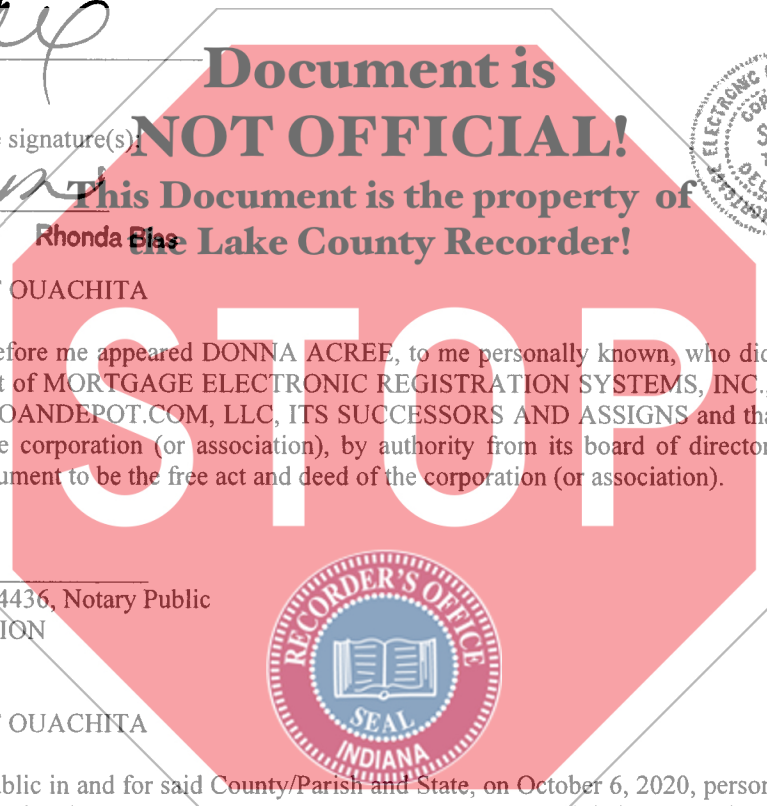 Document is
NOT OFFICIAL!
e signature(s):
This Document is the property of
Rhonda Bias
the Lake County Recorder!
OUACHITA
efore me appeared DONNA ACREE, to me personally known, who did
t of MORTGAGE ELECTRONIC REGISTRATION SYSTEMS, INC.,
OANDEPOT.COM, LLC, ITS SUCCESSORS AND ASSIGNS and tha
e corporation (or association), by authority from its board of director
ument to be the free act and deed of the corporation (or association).
STOP
4436, Notary Public
ION
RECORDER'S OFFICE
SEAL
INDIANA
OUACHITA
ublic in and for said County/Parish and State, on October 6, 2020, person